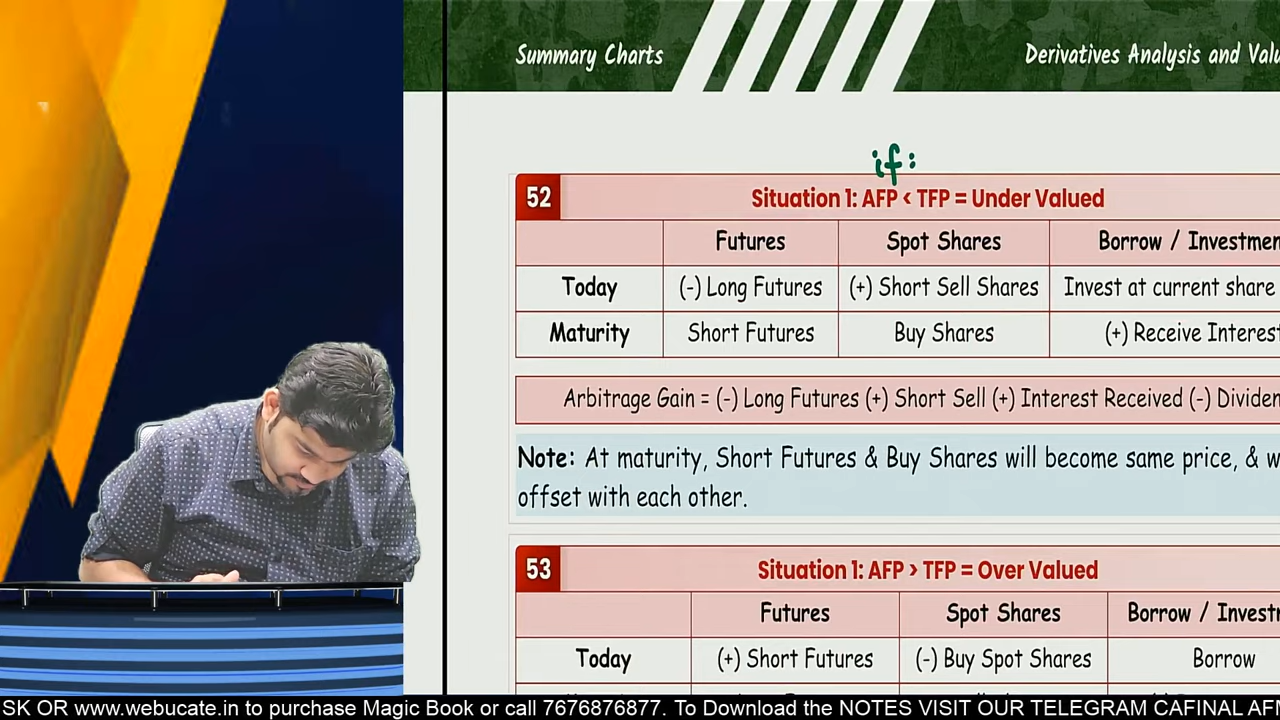 Summary Charts
Derivatives Analysis and Valu
if:
52
Situation 1: AFP < TFP = Under Valued
Futures
Spot Shares
Borrow / Investmen
Today
(-) Long Futures
(+) Short Sell Shares
Invest at current share
Maturity
Short Futures
Buy Shares
(+) Receive Interest
Arbitrage Gain = (-) Long Futures (+) Short Sell (+) Interest Received (-) Dividen
Note: At maturity, Short Futures & Buy Shares will become same price, & w
offset with each other.
53
Situation 1: AFP > TFP = Over Valued
Futures
Spot Shares
Borrow / Invest
Today
(+) Short Futures
(-) Buy Spot Shares
Borrow
SK OR www.webucate.in to purchase Magic Book or call 7676876877. To Download the NOTES VISIT OUR TELEGRAM CAFINAL AF